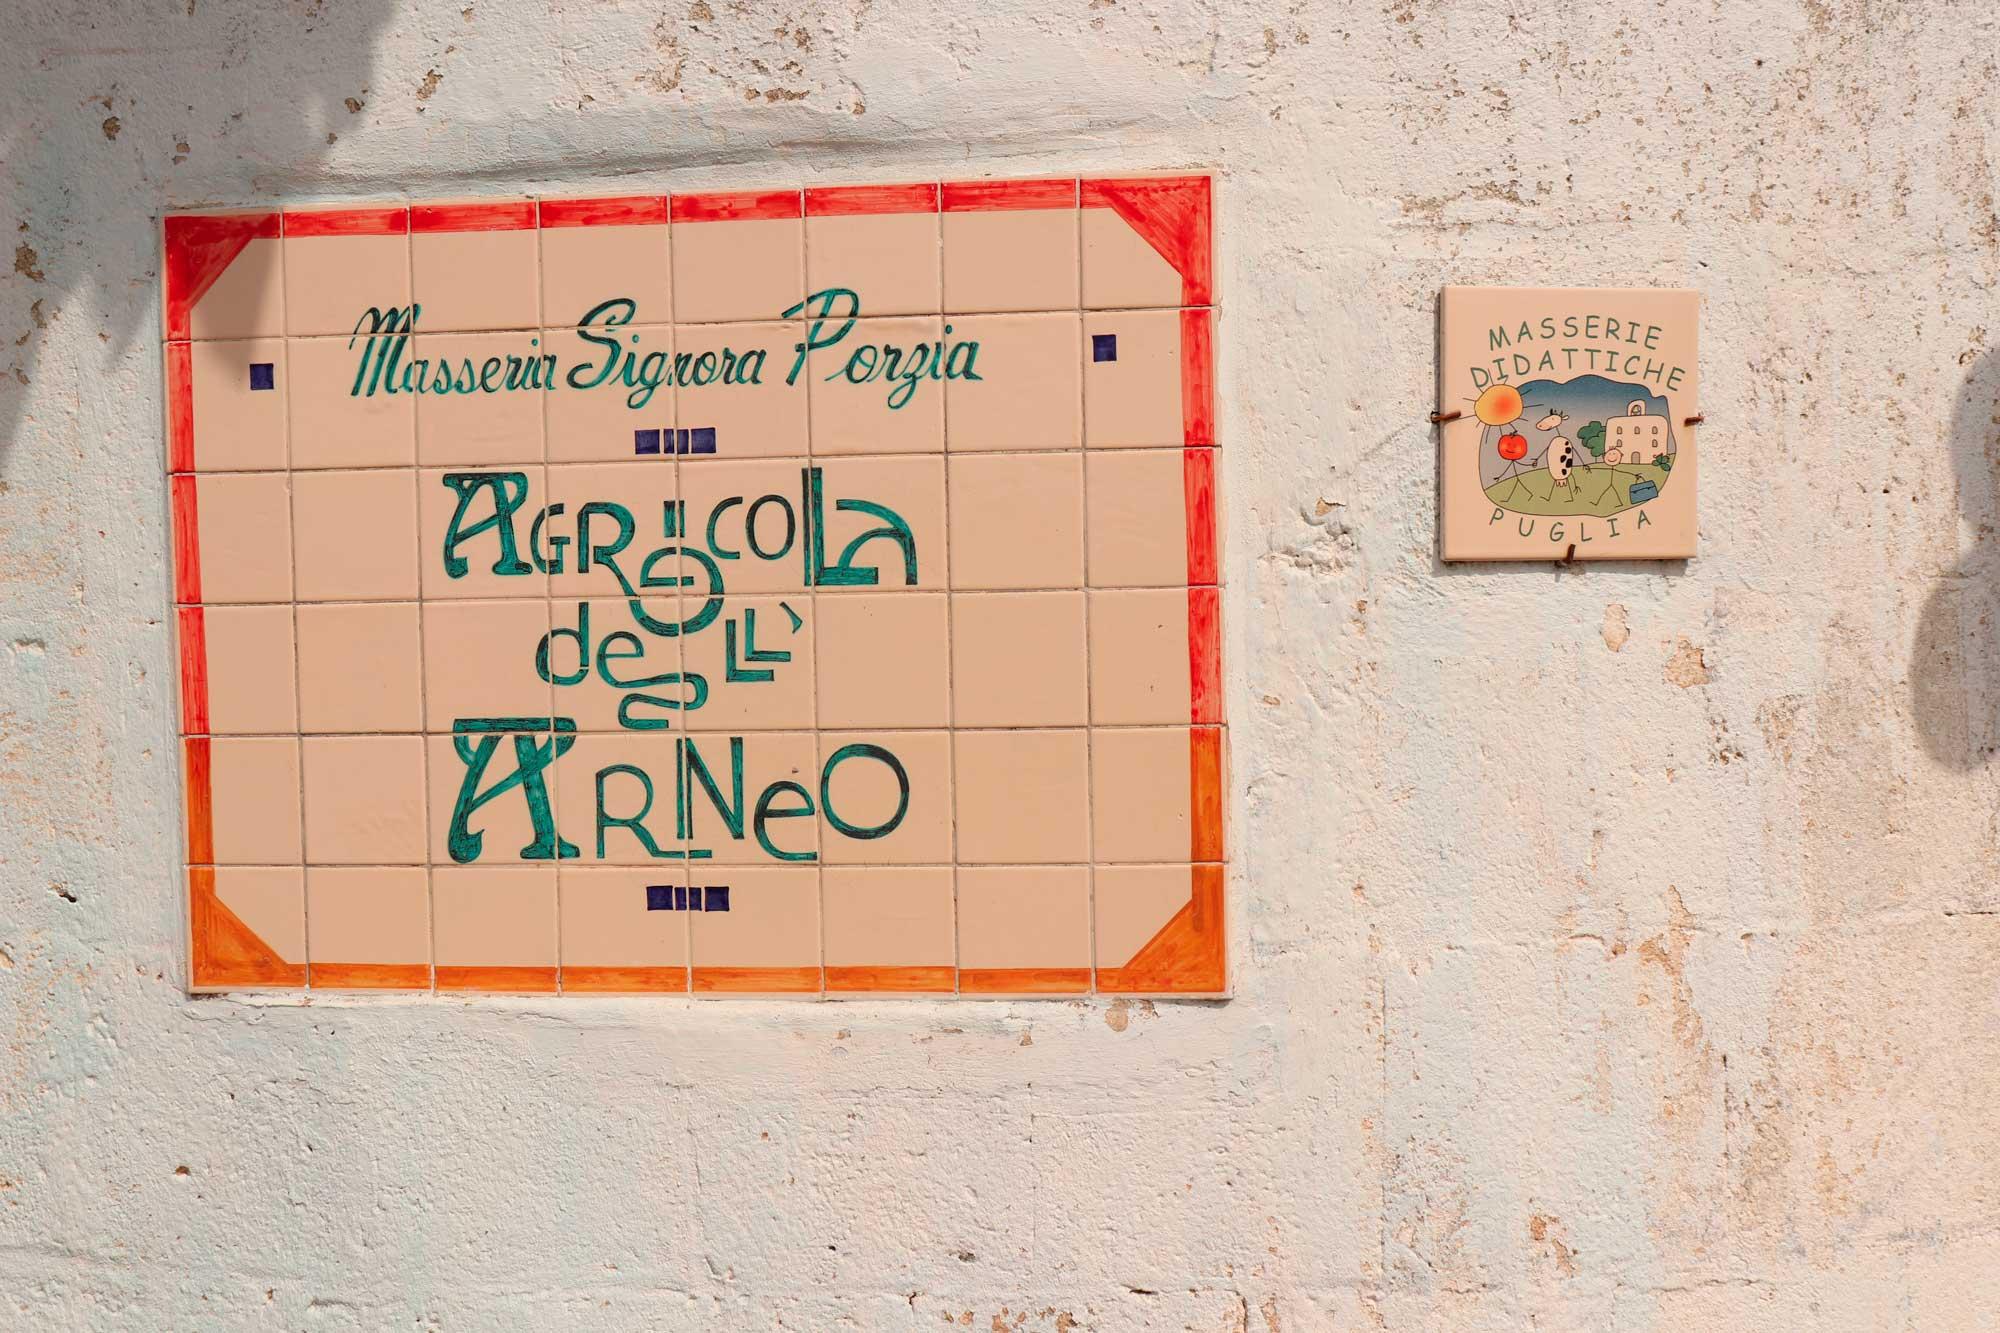 Masseria Signora Porzia
AGRicoLa
deLL'
ARNeO
MASSERIE
DIDATTICHE
PUGLIA